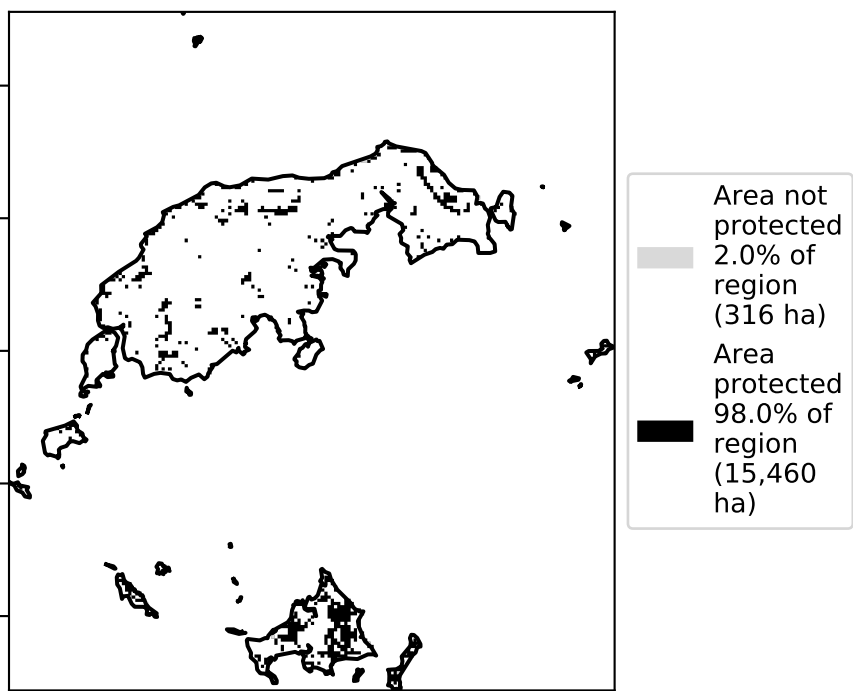 Area not
protected
2.0% of
region
(316 ha)
Area
protected
98.0% of
region
(15,460
ha)